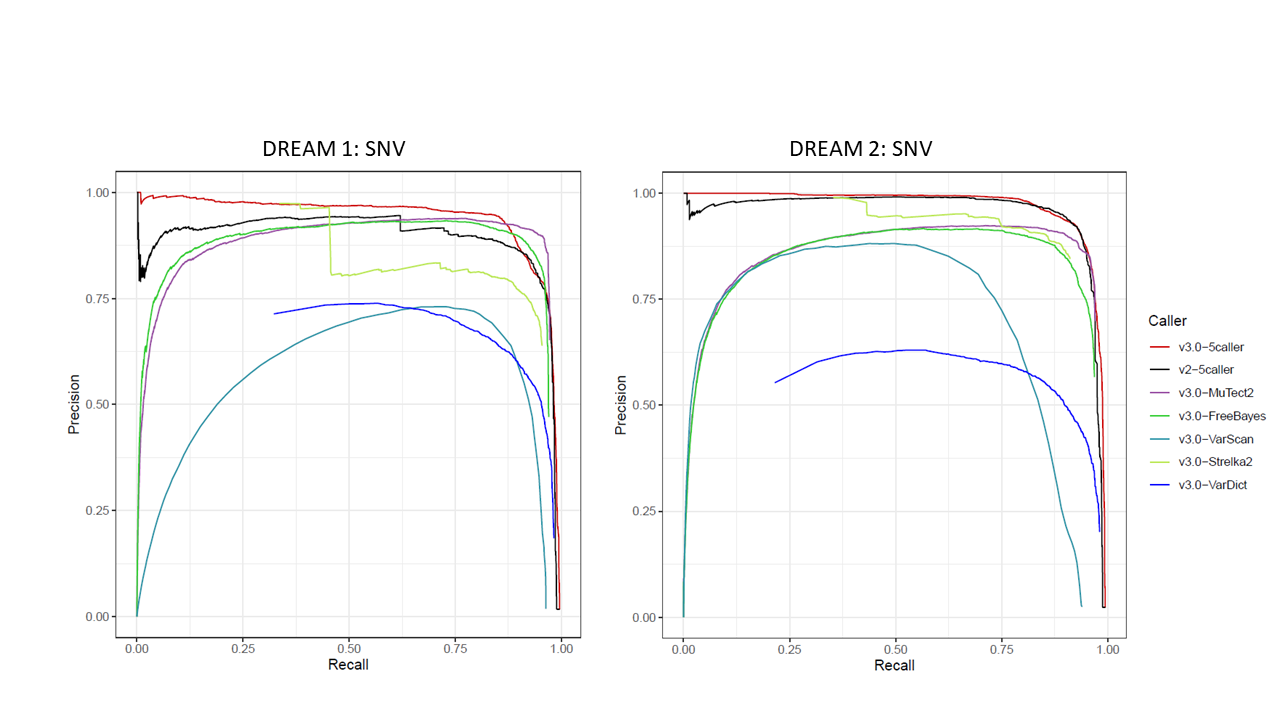 DREAM 1: SNV
DREAM 2: SNV
1.00
0.75
0.50
0.25
0.00
Precision
0.00
0.25
0.50
0.75
1.00
Recall
1.00
0.75
0.50
0.25
0.00
Precision
0.00
0.25
0.50
0.75
1.00
Recall
Caller
v3.0−5caller
v2−5caller
v3.0−MuTect2
v3.0−FreeBayes
v3.0−VarScan
v3.0−Strelka2
v3.0−VarDict